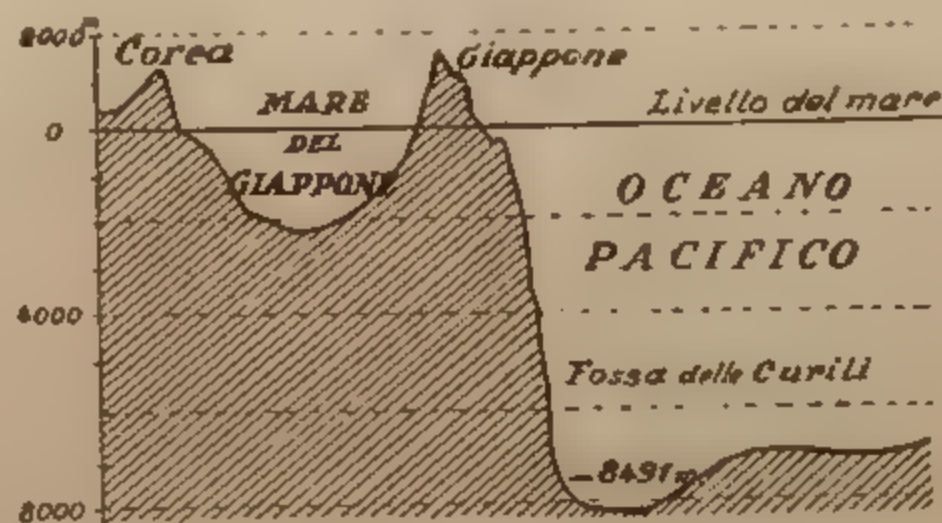 m
2000
Corea
Giappone
MARE
DEL
GIAPPONE
Livello del mare
0
OCEANO
PACIFICO
4000
Fossa delle Curili
-8491 m.
8000